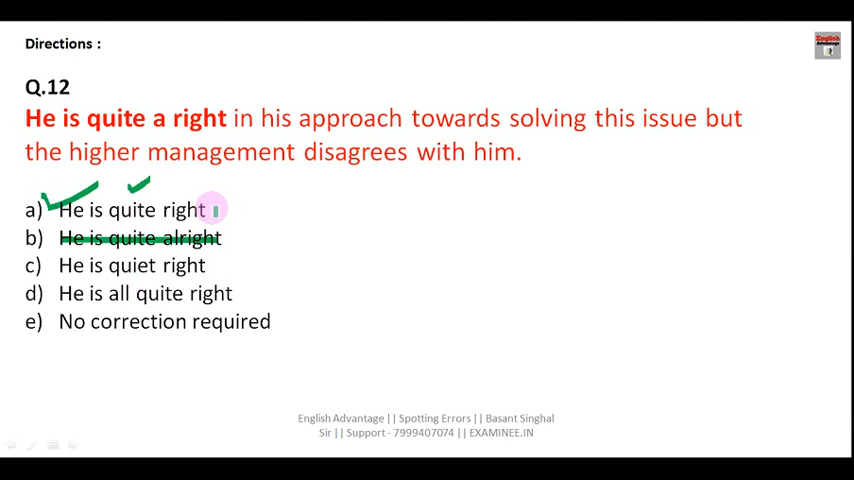 Directions :
English
Advantage
Q.12
He is quite a right in his approach towards solving this issue but
the higher management disagrees with him.
a) He is quite right
b) He is quite alright
c) He is quiet right
d) He is all quite right
e) No correction required
English Advantage || Spotting Errors || Basant Singhal
Sir || Support - 7999407074 || EXAMINEE.IN